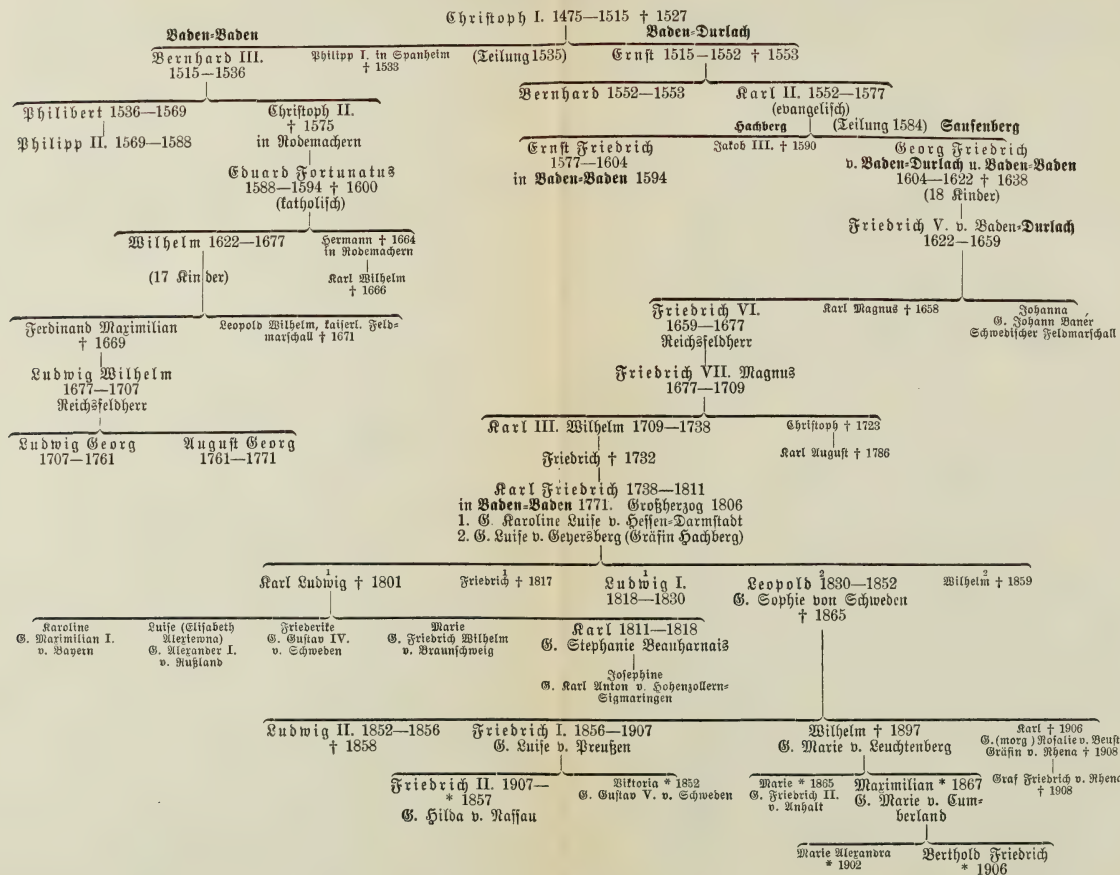 Chriſtoph I. 1475—1515 † 1527
Baden=Baden
Baden=Durlach
Bernhard III.
1515—1536
Philipp I. in Spanheim
† 1533
(Teilung 1535)
Ernſt 1515—1552 † 1553
Philibert 1536—1569
Philipp II. 1569—1588
Chriſtoph II.
† 1575
in Rodemachern
Bernhard 1552—1553
Karl II. 1552—1577
(evangeliſch)
Hachberg
(Teilung 1584)
Sauſenberg
Ernſt Friedrich
1577—1604
in Baden=Baden 1594
Jakob III. † 1590
Georg Friedrich
v. Baden=Durlach u. Baden=Baden
1604—1622 † 1638
(18 Kinder)
Eduard Fortunatus
1588—1594 † 1600
(katholiſch)
Friedrich V. v. Baden=Durlach
1622—1659
Wilhelm 1622—1677
(17 Kinder)
Hermann † 1664
in Rodemachern
Karl Wilhelm
† 1666
Ferdinand Maximilian
† 1669
Leopold Wilhelm, kaiſerl. Feld=
marſchall † 1671
Friedrich VI.
1659—1677
Reichsfeldherr
Karl Magnus † 1658
Johanna
G. Johann Banér
Schwediſcher Feldmarſchall
Ludwig Wilhelm
1677—1707
Reichsfeldherr
Friedrich VII. Magnus
1677—1709
Ludwig Georg
1707—1761
Auguſt Georg
1761—1771
Karl III. Wilhelm 1709—1738
Chriſtoph † 1723
Karl Auguſt † 1786
Friedrich † 1732
Karl Friedrich 1738—1811
in Baden=Baden 1771. Großherzog 1806
1. G. Karoline Luiſe v. Heſſen=Darmſtadt
2. G. Luiſe v. Geyersberg (Gräfin Hachberg)
1
Karl Ludwig † 1801
1
Friedrich † 1817
1
Ludwig I.
1818—1830
2
Leopold 1830—1852
G. Sophie von Schweden
† 1865
2
Wilhelm † 1859
Karoline
G. Maximilian I.
v. Bayern
Luiſe (Eliſabeth
Alexiewna)
G. Alexander I.
v. Rußland
Friederike
G. Guſtav IV.
v. Schweden
Marie
G. Friedrich Wilhelm
v. Braunſchweig
Karl 1811—1818
G. Stephanie Beauharnais
Joſephine
G. Karl Anton v. Hohenzollern=
Sigmaringen
Ludwig II. 1852—1856
† 1858
Friedrich I. 1856—1907
G. Luiſe v. Preußen
Wilhelm † 1897
G. Marie v. Leuchtenberg
Karl † 1906
G. (morg) Roſalie v. Beuſt
Gräfin v. Rhena † 1908
Graf Friedrich v. Rhena
† 1908
Friedrich II. 1907—
* 1857
G. Hilda v. Naſſau
Viktoria * 1852
G. Guſtav V. v. Schweden
Marie * 1865
G. Friedrich II.
v. Anhalt
Maximilian * 1867
G. Marie v. Cum=
berland
Marie Alexandra
* 1902
Berthold Friedrich
* 1906